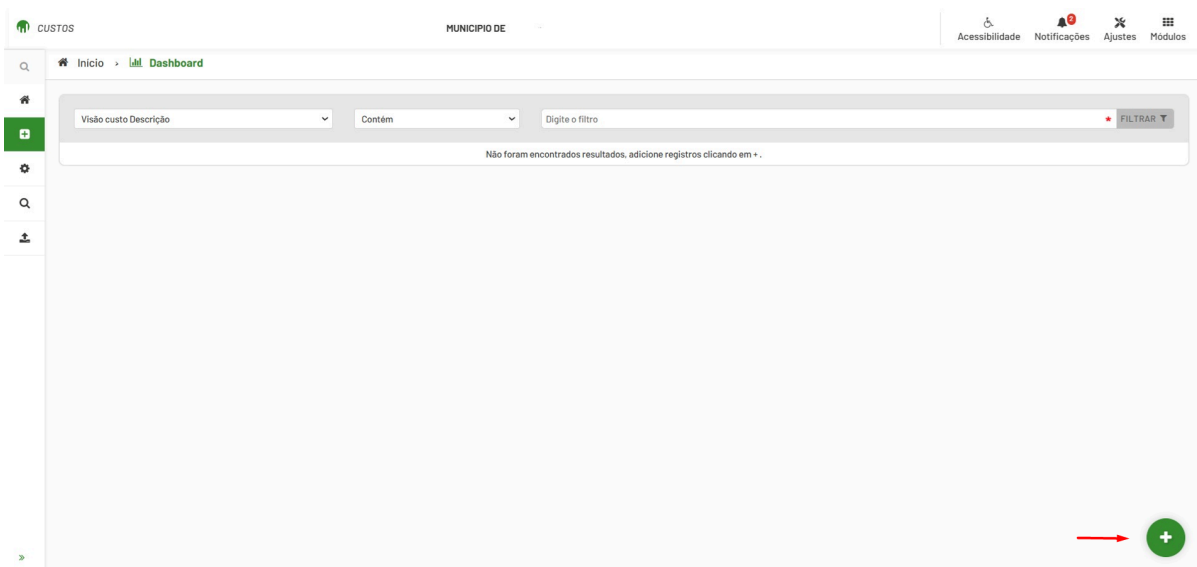 CUSTOS
MUNICIPIO DE
Acessibilidade
2
Notificações
Ajustes
Módulos
Início › Dashboard
Visão custo Descrição
Contém
Digite o filtro
* FILTRAR
Não foram encontrados resultados, adicione registros clicando em + .
+
»